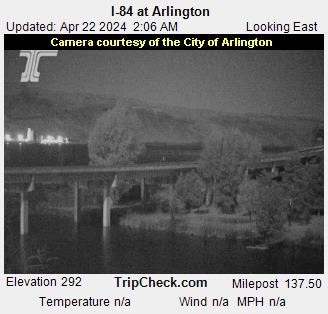 I-84 at Arlington
Updated: Apr 22 2024 2:06 AM Looking East
Camera courtesy of the City of Arlington
Elevation 292 TripCheck.com Milepost 137.50
Temperature n/a Wind n/a MPH n/a